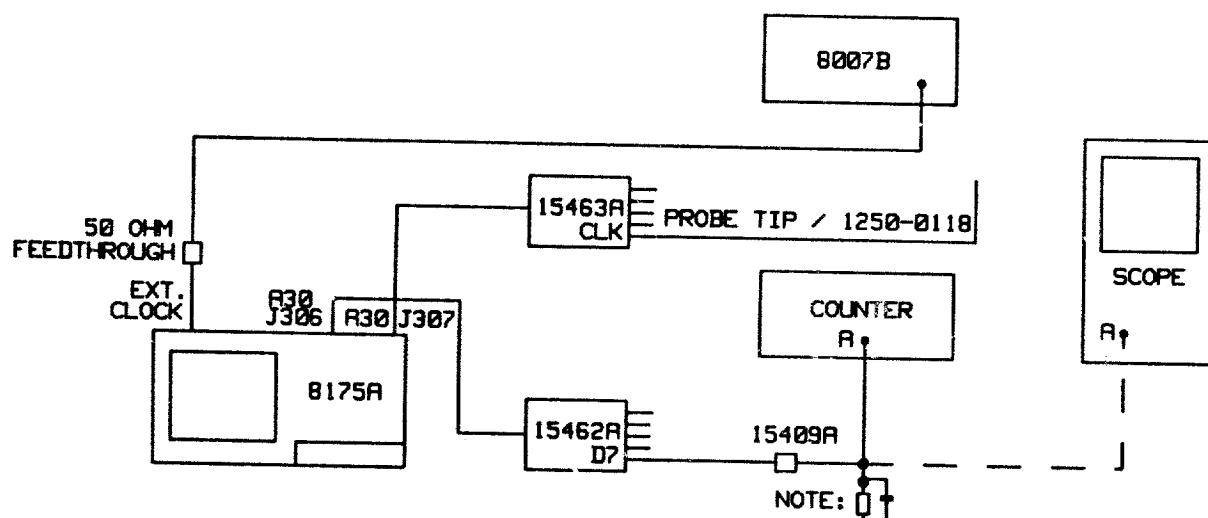 8007B
15463A
CLK
PROBE TIP / 1250-0118
50 OHM
FEEDTHROUGH
EXT.
CLOCK
A30
J306
A30
J307
COUNTER
A
SCOPE
A
8175A
15462A
D7
15409A
NOTE: